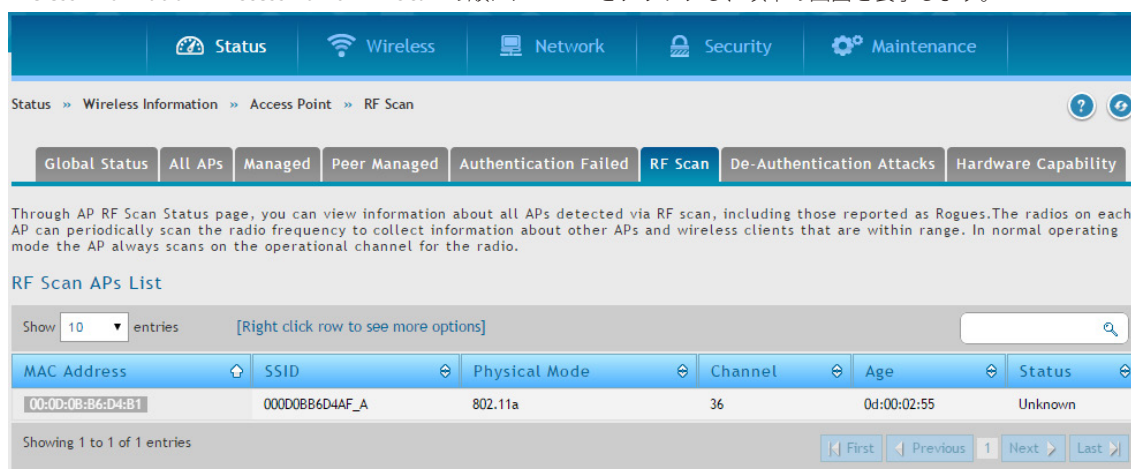 Status Wireless Network Security Maintenance
Status » Wireless Information » Access Point » RF Scan
Global Status All APs Managed Peer Managed Authentication Failed RF Scan De-Authentication Attacks Hardware Capability
Through AP RF Scan Status page, you can view information about all APs detected via RF scan, including those reported as Rogues.The radios on each
AP can periodically scan the radio frequency to collect information about other APs and wireless clients that are within range. In normal operating
mode the AP always scans on the operational channel for the radio.
RF Scan APs List
Show 10 entries [Right click row to see more options]
MAC Address SSID Physical Mode Channel Age Status
00:0D:0B:B6:D4:B1 000D0BB6D4AF_A 802.11a 36 0d:00:02:55 Unknown
Showing 1 to 1 of 1 entries First Previous 1 Next Last